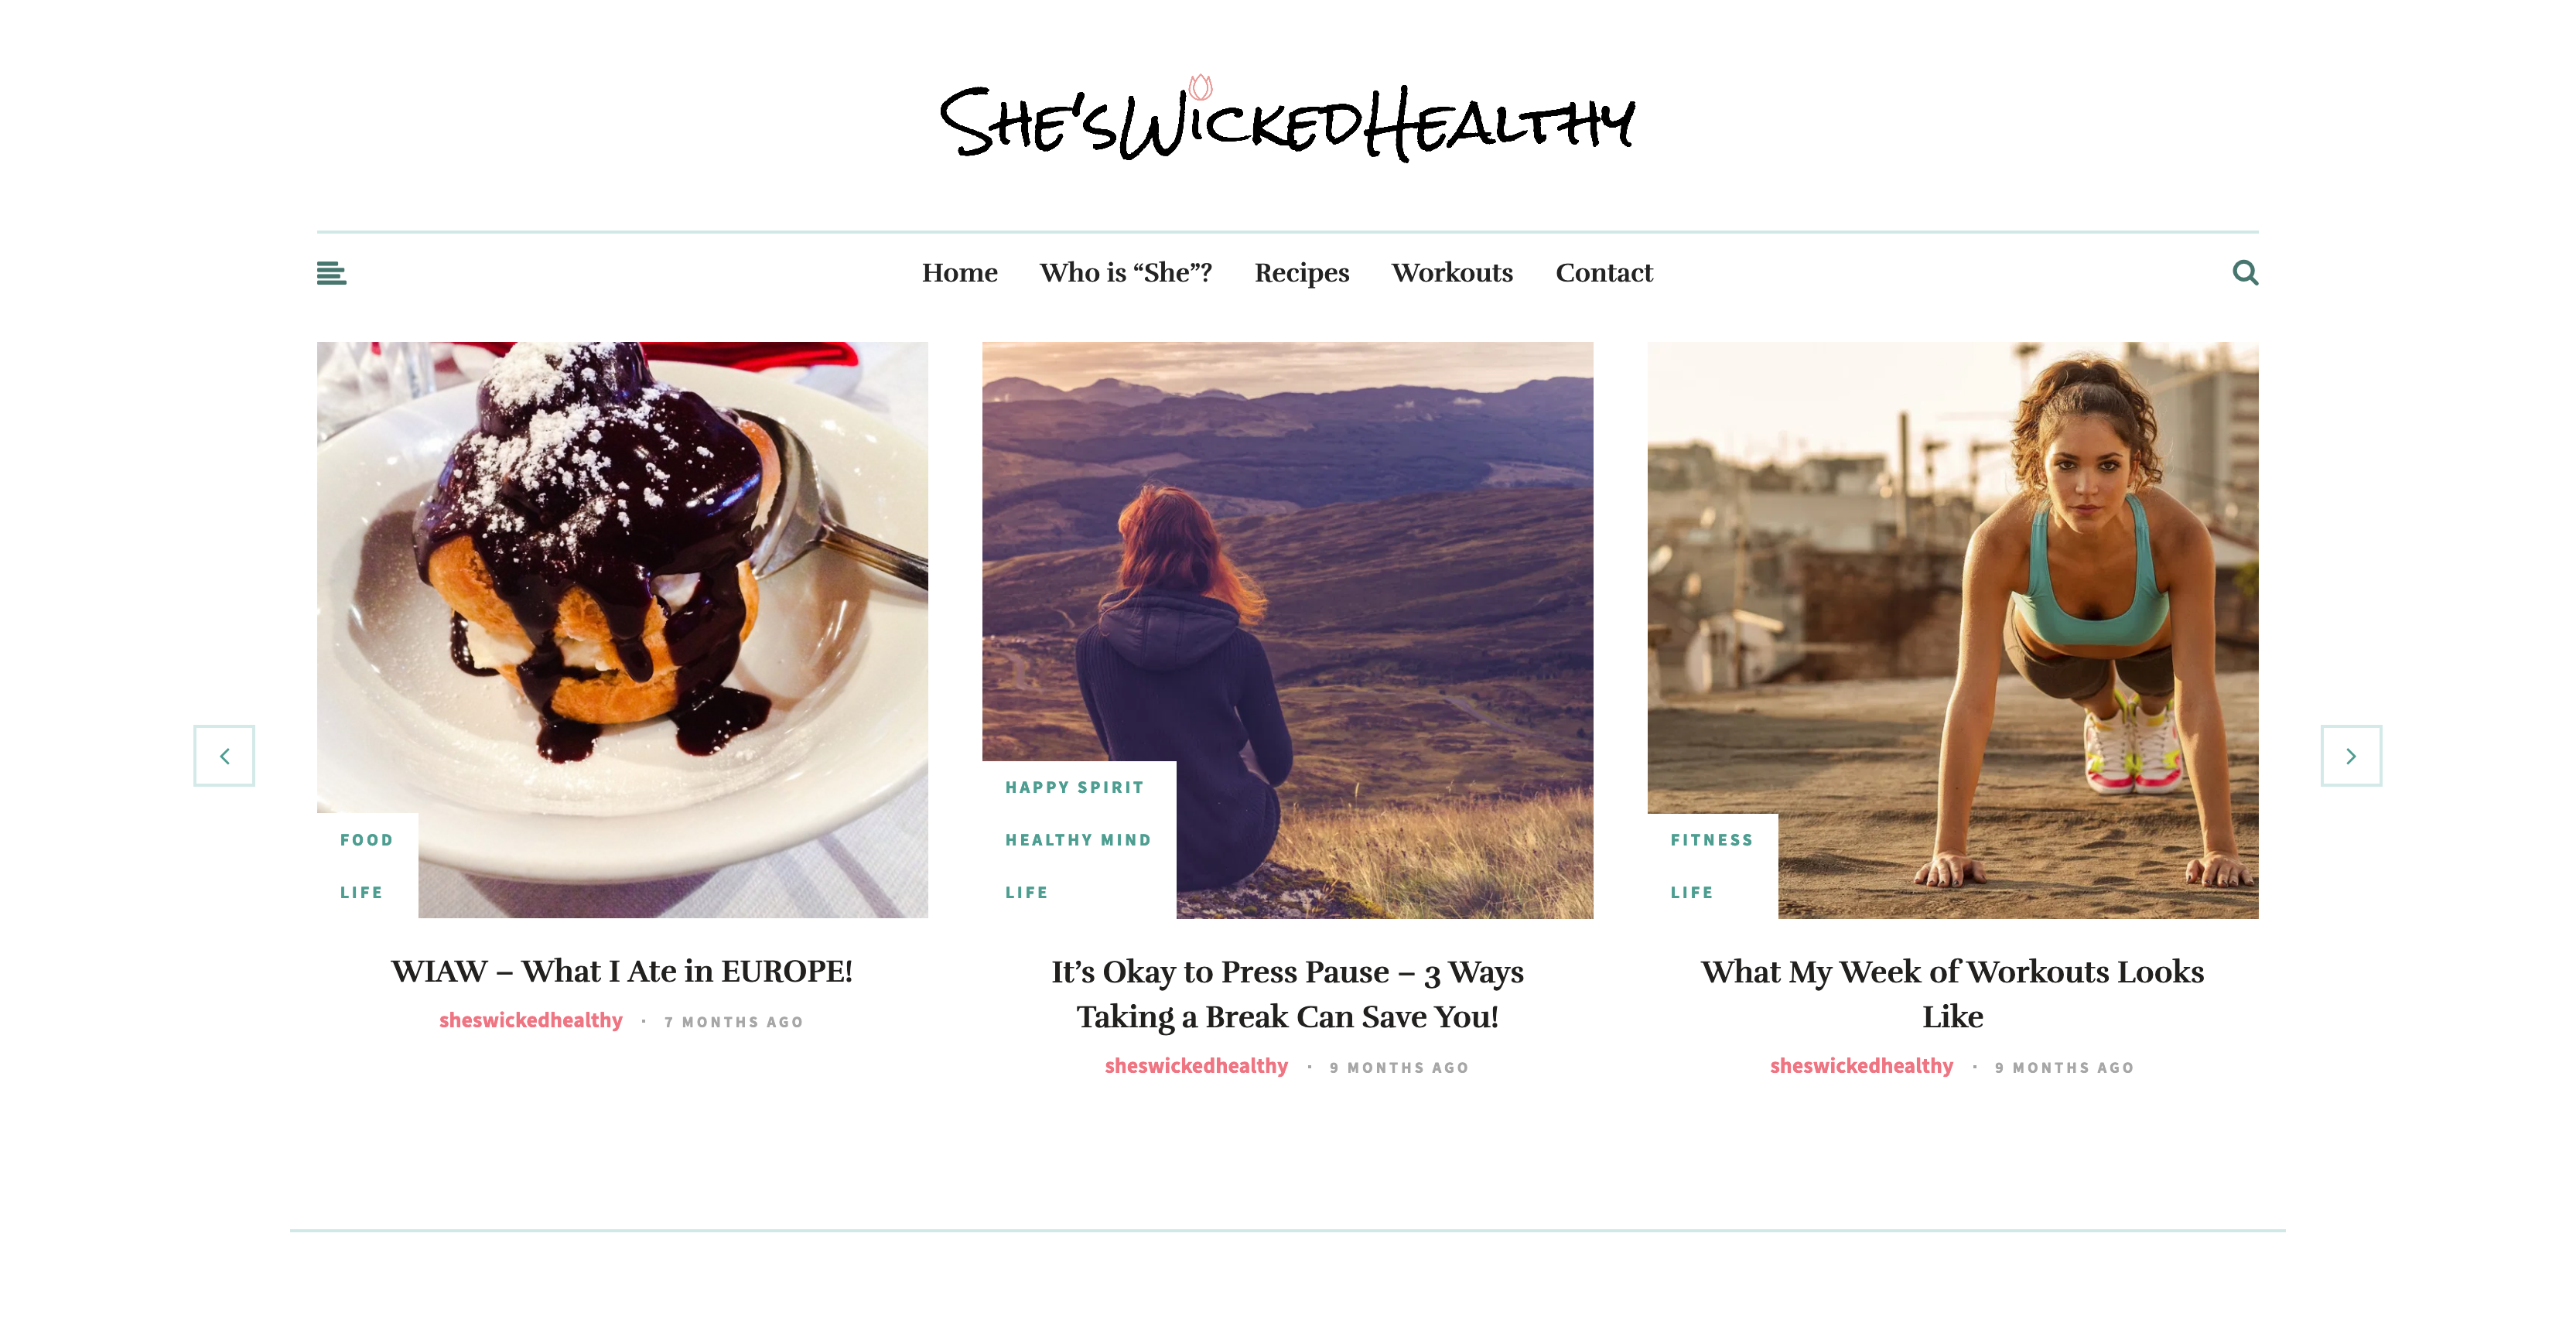 She'sWickedHealthy
Home Who is “She”? Recipes Workouts Contact
FOOD
LIFE
WIAW – What I Ate in EUROPE!
sheswickedhealthy · 7 MONTHS AGO
HAPPY SPIRIT
HEALTHY MIND
LIFE
It’s Okay to Press Pause – 3 Ways
Taking a Break Can Save You!
sheswickedhealthy · 9 MONTHS AGO
FITNESS
LIFE
What My Week of Workouts Looks
Like
sheswickedhealthy · 9 MONTHS AGO